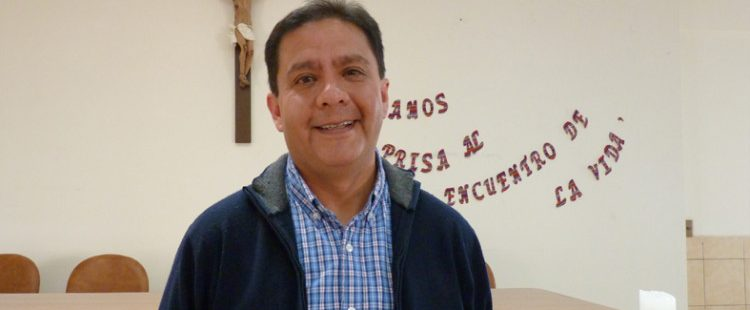 AMOS
PRISA AL
ENCUENTRO DE
LA VIDA